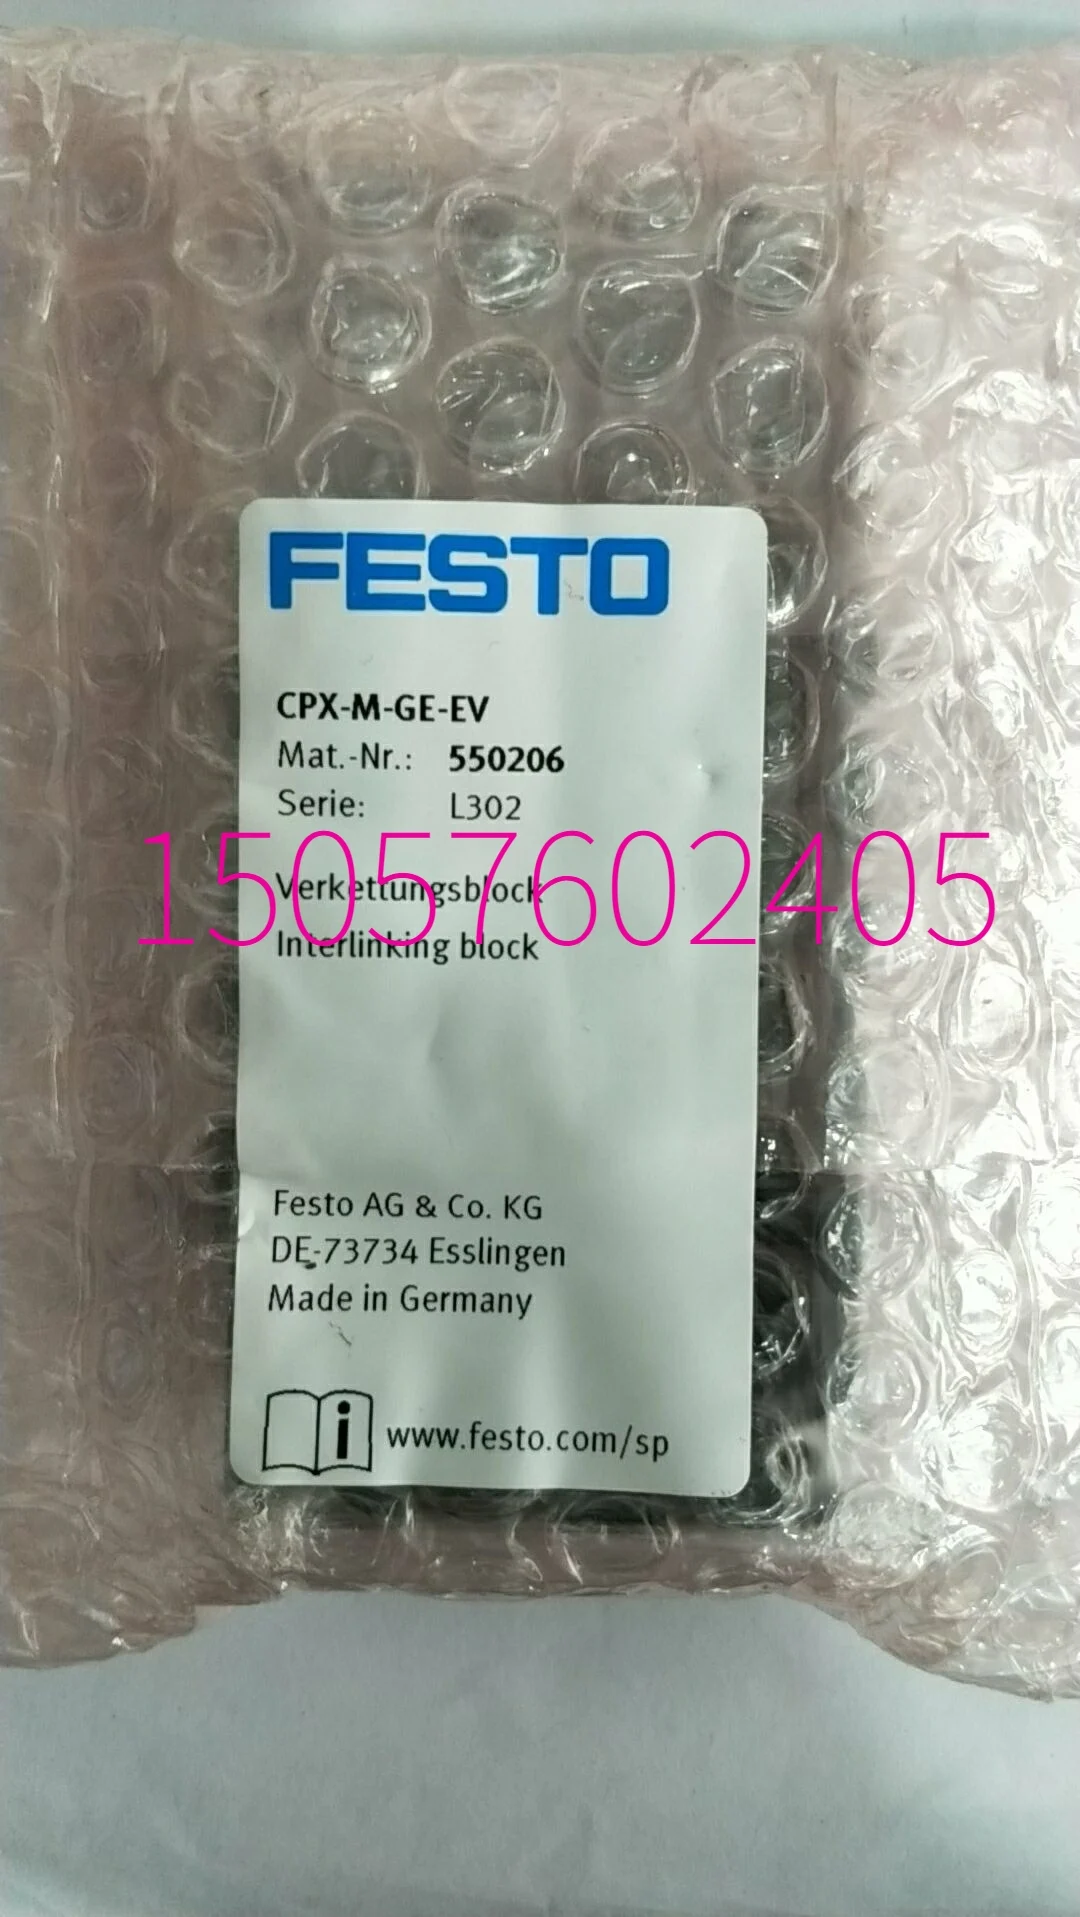 FESTO
CPX-M-GE-EV
Mat.-Nr.: 550206
Serie: L302
15057602405
Verkettungsblock
Interlinking block
Festo AG & Co. KG
DE-73734 Esslingen
Made in Germany
i www.festo.com/sp